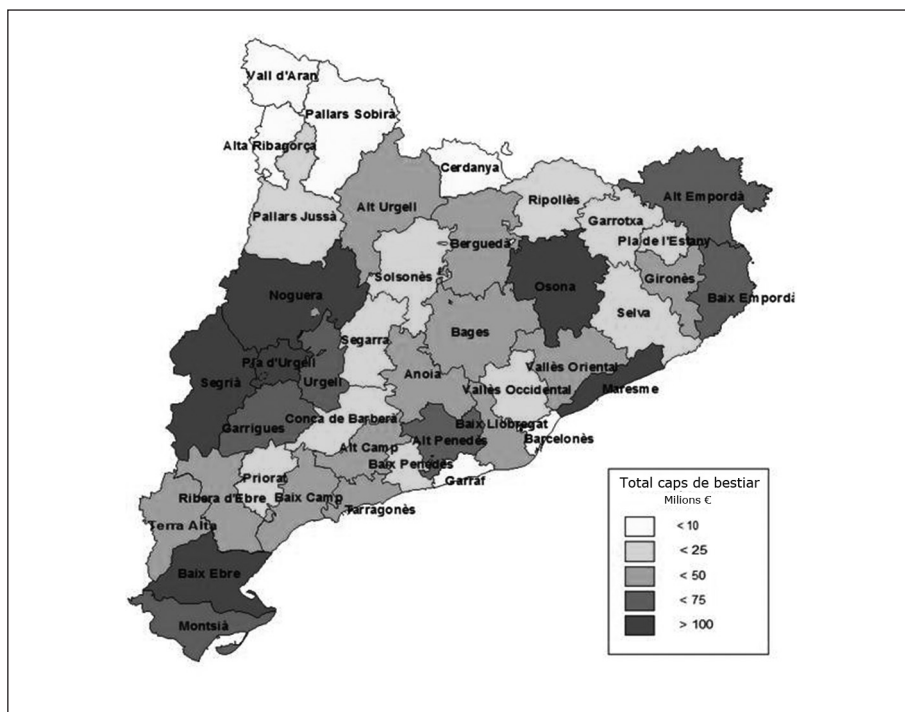 Vall d'Aran
Pallars Sobirà
Alta Ribagorça
Cerdanya
Ripollès
Alt Empordà
Pallars Jussà
Alt Urgell
Garrotxa
Berguedà
Pla de l'Estany
Solsonès
Gironès
Osona
Noguera
Baix Empordà
Selva
Bages
Segarra
Pla d'Urgell
Vallès Oriental
Anoia
Segrià
Urgell
Vallès Occidental
Maresme
Conca de Barberà
Baix Llobregat
Garrigues
Alt Penedès
Barcelonès
Alt Camp
Baix Penedès
Priorat
Garraf
Ribera d'Ebre
Baix Camp
Tarragonès
Terra Alta
Baix Ebre
Montsià
Total caps de bestiar
Milions €
< 10
< 25
< 50
< 75
> 100